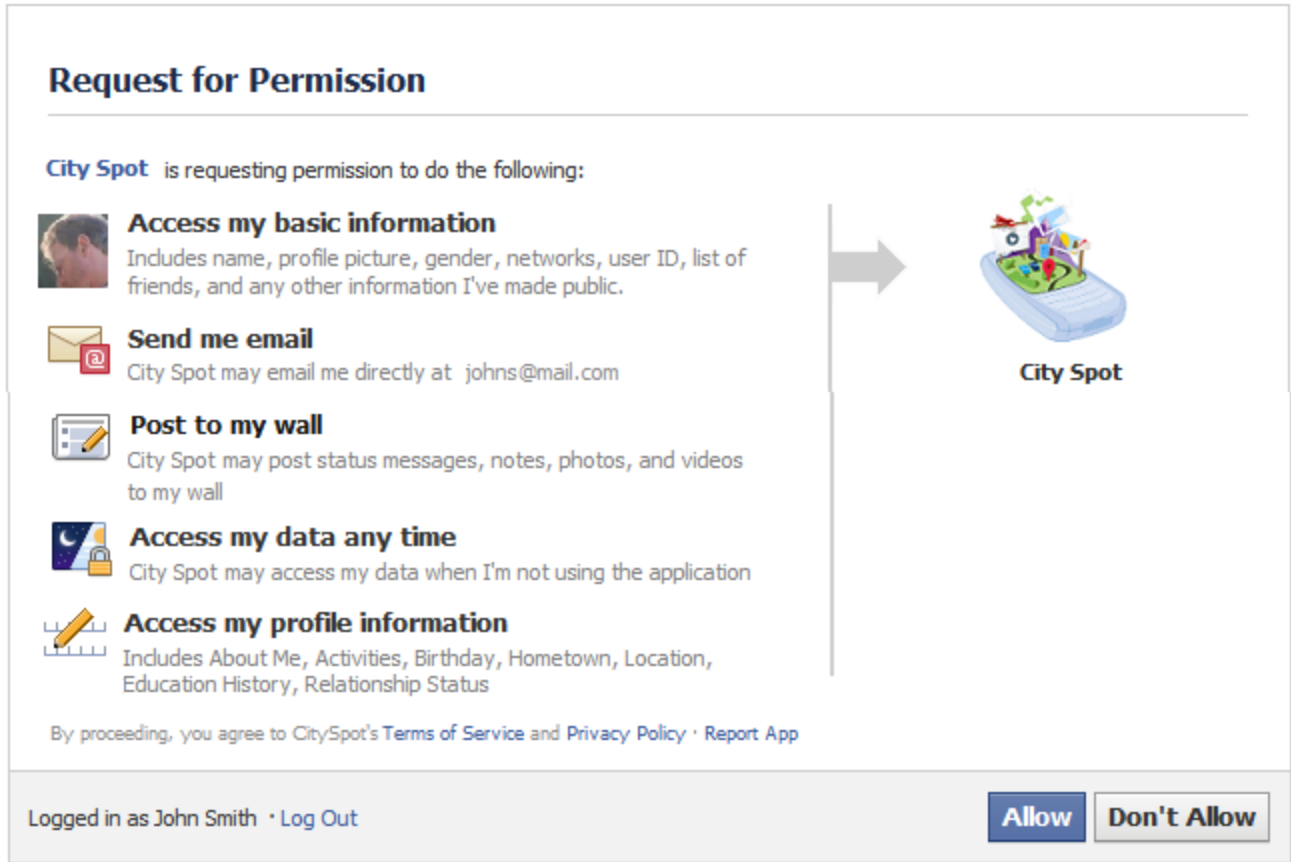 Request for Permission
City Spot is requesting permission to do the following:
Access my basic information
Includes name, profile picture, gender, networks, user ID, list of
friends, and any other information I've made public.
Send me email
City Spot may email me directly at johns@mail.com
City Spot
Post to my wall
City Spot may post status messages, notes, photos, and videos
to my wall
Access my data any time
City Spot may access my data when I'm not using the application
Access my profile information
Includes About Me, Activities, Birthday, Hometown, Location,
Education History, Relationship Status
By proceeding, you agree to CitySpot's Terms of Service and Privacy Policy · Report App
Logged in as John Smith · Log Out
Allow
Don't Allow